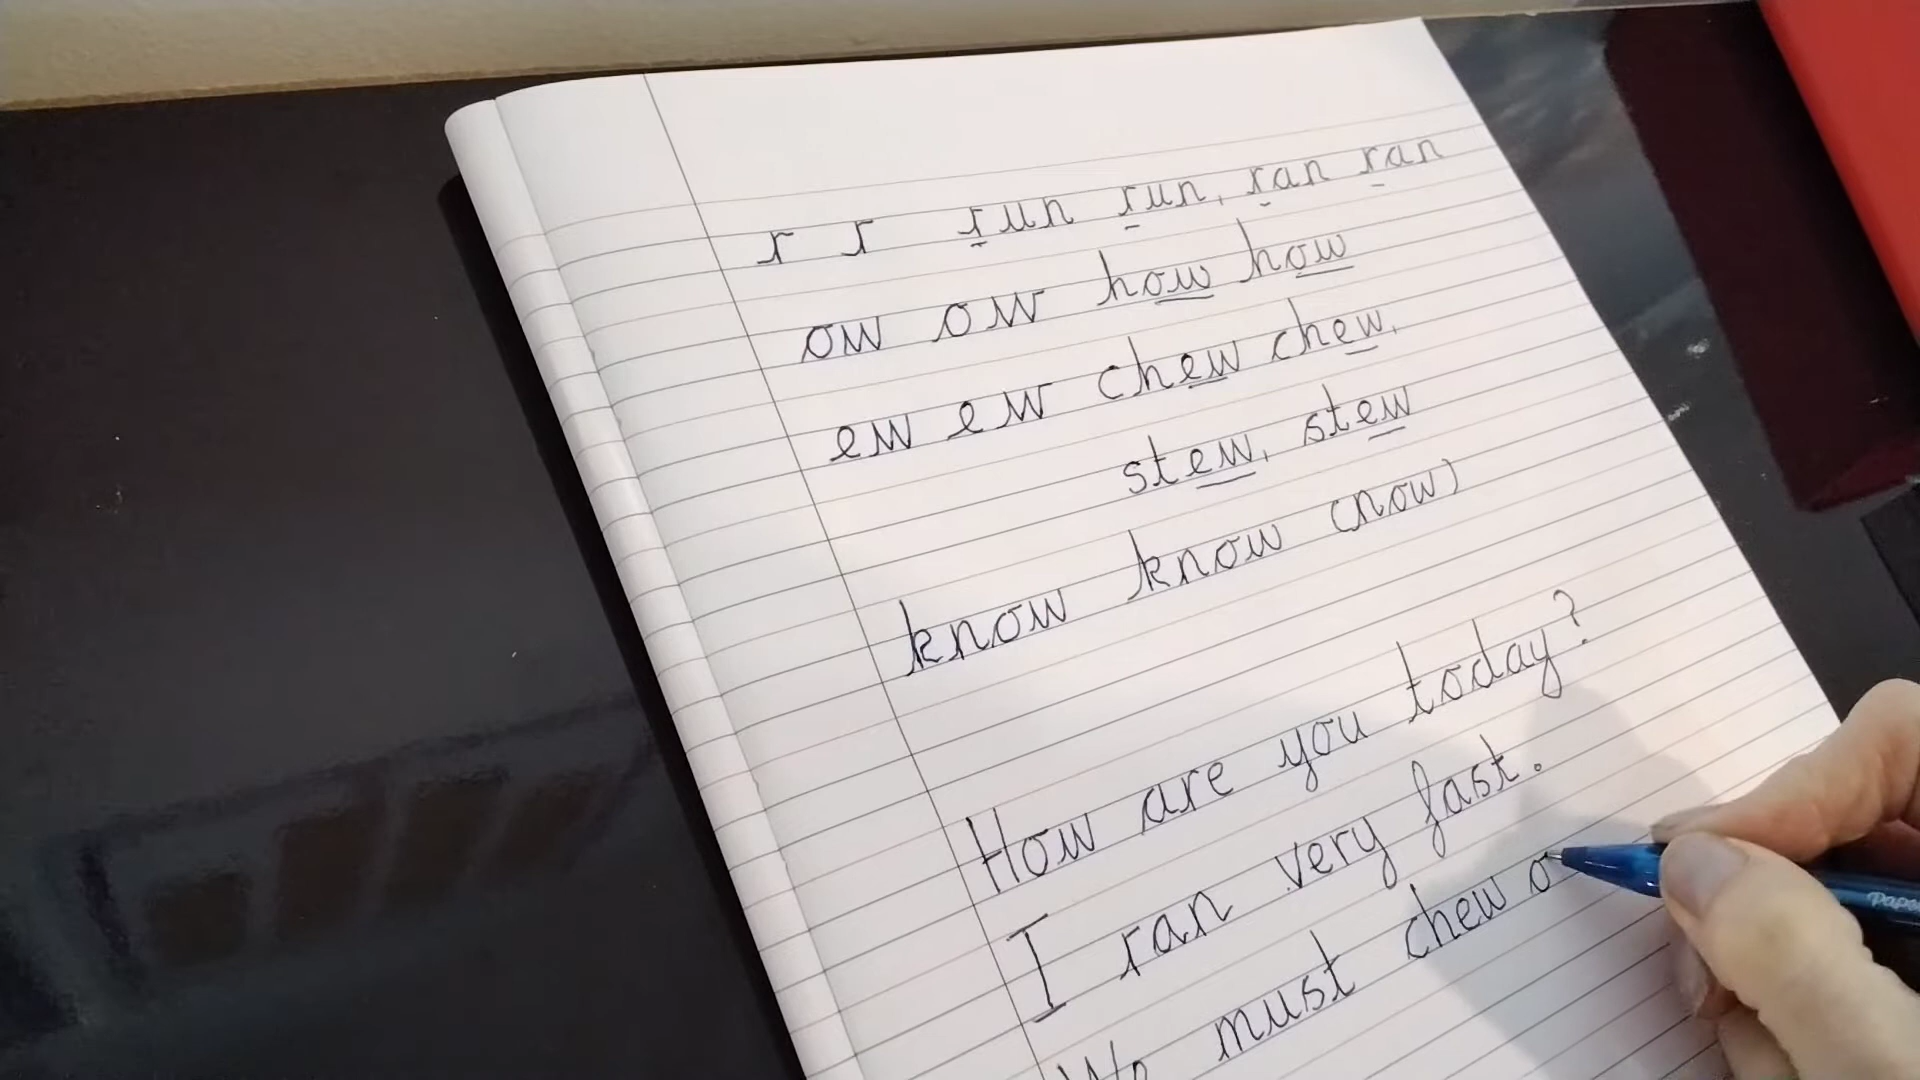 r r run run, ran ran
ow ow how how
ew ew chew chew,
stew, stew
know know (now)
How are you today?
I ran very fast.
We must chew o